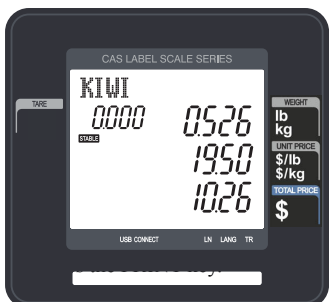 CAS LABEL SCALE SERIES
KIWI
TARE
0.000
STABLE
0.526
WEIGHT
lb
kg
19.50
UNIT PRICE
$/lb
$/kg
10.26
TOTAL PRICE
$
USB CONNECT LN LANG TR